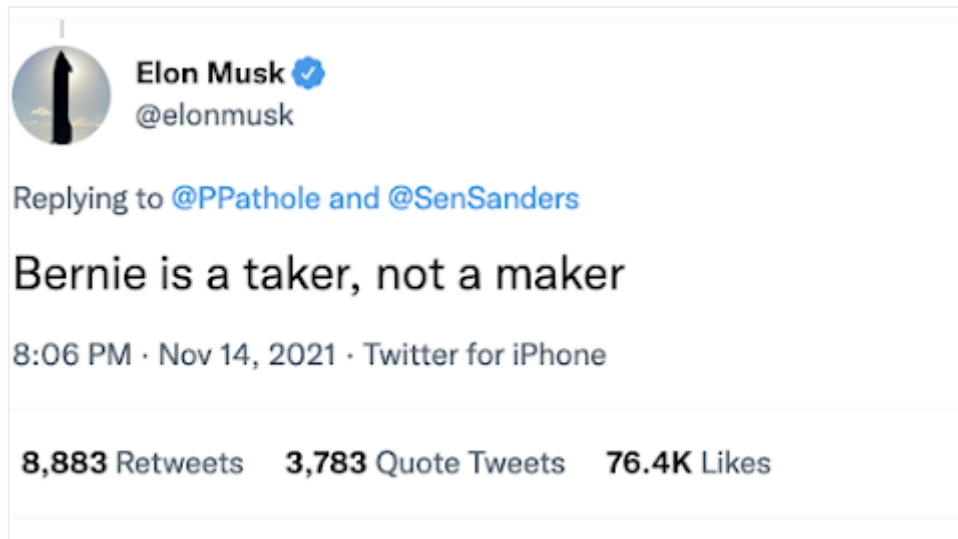 Elon Musk
@elonmusk
Replying to @PPathole and @SenSanders
Bernie is a taker, not a maker
8:06 PM · Nov 14, 2021 · Twitter for iPhone
8,883 Retweets 3,783 Quote Tweets 76.4K Likes